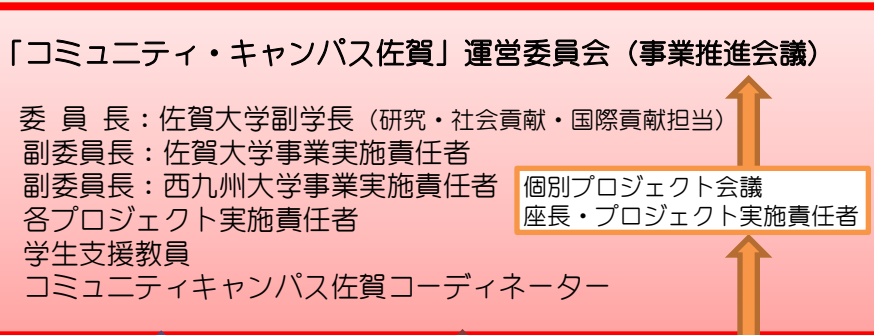 「コミュニティ・キャンパス佐賀」運営委員会（事業推進会議）
委 員 長：佐賀大学副学長（研究・社会貢献・国際貢献担当）
副委員長：佐賀大学事業実施責任者
副委員長：西九州大学事業実施責任者
各プロジェクト実施責任者
学生支援教員
コミュニティキャンパス佐賀コーディネーター
個別プロジェクト会議
座長・プロジェクト実施責任者